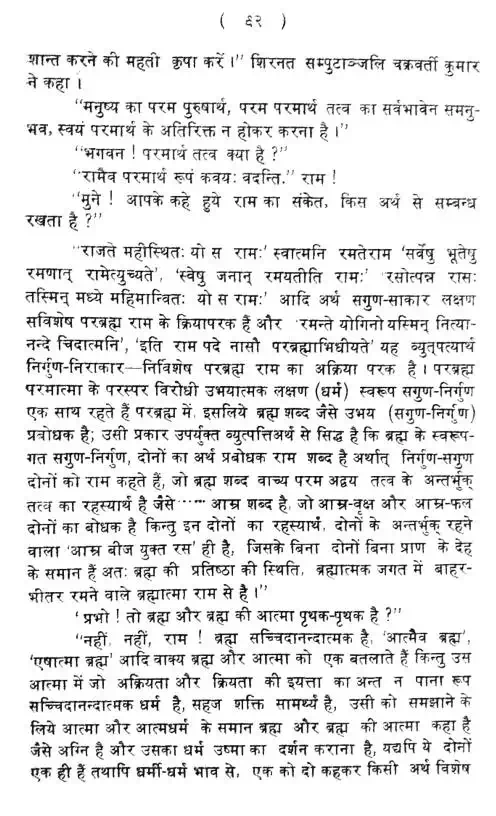 ( ६२ )
शान्त करने की महती कृपा करें ।" शिरनत सम्पुटाञ्जलि चक्रवर्ती कुमार
ने कहा ।
"मनुष्य का परम पुरुषार्थ, परम परमार्थ तत्व का सर्वभावेन समनु-
भव, स्वयं परमार्थ के अतिरिक्त न होकर करना है ।"
"भगवन ! परमार्थ तत्व क्या है ?"
"रामैव परमार्थ रूपं कवयः वदन्ति." राम !
"मुने ! आपके कहे हुये राम का संकेत, किस अर्थ से सम्बन्ध
रखता है ?"
"राजते महीस्थितः यो स रामः' स्वात्मनि रमतेराम 'सर्वेषु भूतेषु
रमणात् रामेत्युच्यते', 'स्वेषु जनान् रमयतीति रामः' 'रसोत्पन्न रासः
तस्मिन् मध्ये महिमान्वितः यो स रामः' आदि अर्थ सगुण-साकार लक्षण
सविशेष परब्रह्म राम के क्रियापरक हैं और 'रमन्ते योगिनो यस्मिन् नित्या-
नन्दे चिदात्मनि', 'इति राम पदे नासौ परब्रह्माभिधीयते' यह व्युत्पत्यार्थ
निर्गुण-निराकार—निर्विशेष परब्रह्म राम का अक्रिया परक है । परब्रह्म
परमात्मा के परस्पर विरोधी उभयात्मक लक्षण (धर्म) स्वरूप सगुण-निर्गुण
एक साथ रहते हैं परब्रह्म में, इसलिये ब्रह्म शब्द जैसे उभय (सगुण-निर्गुण)
प्रबोधक है; उसी प्रकार उपर्युक्त व्युत्पत्तिअर्थ से सिद्ध है कि ब्रह्म के स्वरूप-
गत सगुण-निर्गुण, दोनों का अर्थ प्रबोधक राम शब्द है अर्थात् निर्गुण-सगुण
दोनों को राम कहते हैं, जो ब्रह्म शब्द वाच्य परम अद्वय तत्व के अन्तर्भुक्
तत्व का रहस्यार्थ है जैसे ...... आम्र शब्द है, जो आम्र-वृक्ष और आम्र-फल
दोनों का बोधक है किन्तु इन दोनों का रहस्यार्थ, दोनों के अन्तर्भुक् रहने
वाला 'आम्र बीज युक्त रस' ही है, जिसके बिना दोनों बिना प्राण के देह
के समान हैं अतः ब्रह्म की प्रतिष्ठा की स्थिति, ब्रह्मात्मक जगत में बाहर-
भीतर रमने वाले ब्रह्मात्मा राम से है ।"
'प्रभो ! तो ब्रह्म और ब्रह्म की आत्मा पृथक-पृथक है ?"
"नहीं, नहीं, राम ! ब्रह्म सच्चिदानन्दात्मक है, 'आत्मैव ब्रह्म',
'एषात्मा ब्रह्म' आदि वाक्य ब्रह्म और आत्मा को एक बतलाते हैं किन्तु उस
आत्मा में जो अक्रियता और क्रियता की इयत्ता का अन्त न पाना रूप
सच्चिदानन्दात्मक धर्म है, सहज शक्ति सामर्थ्य है, उसी को समझाने के
लिये आत्मा और आत्मधर्म के समान ब्रह्म और ब्रह्म की आत्मा कहा है
जैसे अग्नि है और उसका धर्म उष्मा का दर्शन कराना है, यद्यपि ये दोनों
एक ही हैं तथापि धर्मी-धर्म भाव से, एक को दो कहकर किसी अर्थ विशेष